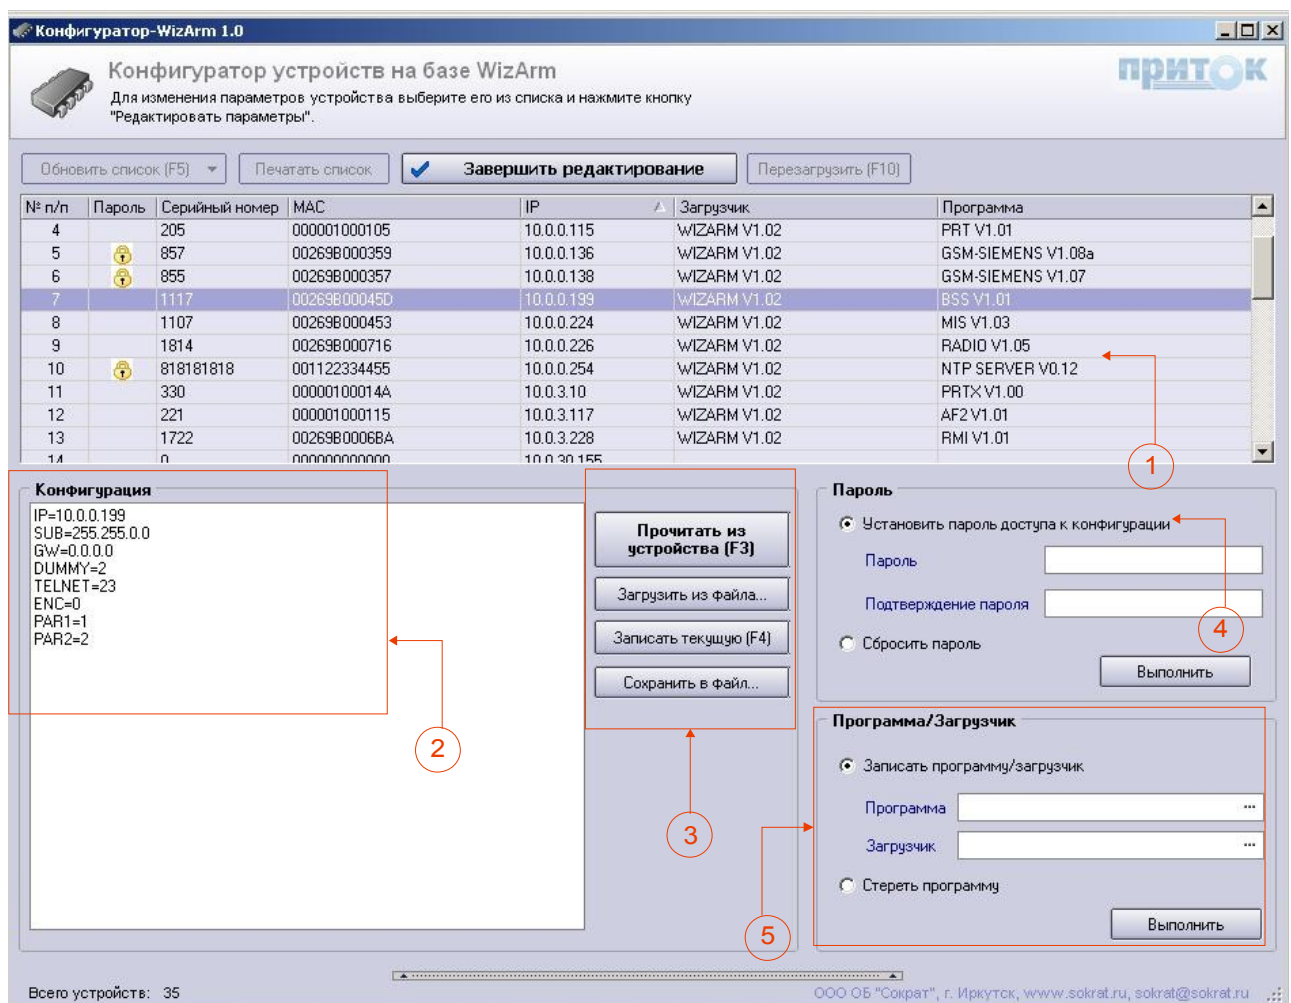 Конфигуратор-WizArm 1.0
Конфигуратор устройств на базе WizArm
ПРИТОК
Для изменения параметров устройства выберите его из списка и нажмите кнопку
"Редактировать параметры".
Обновить список (F5) Печатать список Завершить редактирование Перезагрузить (F10)
№ п/п Пароль Серийный номер MAC IP Загрузчик Программа
4 205 000001000105 10.0.0.115 WIZARM V1.02 PRT V1.01
5 857 00269B000359 10.0.0.136 WIZARM V1.02 GSM-SIEMENS V1.08a
6 855 00269B000357 10.0.0.138 WIZARM V1.02 GSM-SIEMENS V1.07
7 1117 00269B00045D 10.0.0.199 WIZARM V1.02 BSS V1.01
8 1107 00269B000453 10.0.0.224 WIZARM V1.02 MIS V1.03
9 1814 00269B000716 10.0.0.226 WIZARM V1.02 RADIO V1.05
10 818181818 001122334455 10.0.0.254 WIZARM V1.02 NTP SERVER V0.12
11 330 00000100014A 10.0.3.10 WIZARM V1.02 PRTX V1.00
12 221 000001000115 10.0.3.117 WIZARM V1.02 AF2 V1.01
13 1722 00269B0006BA 10.0.3.228 WIZARM V1.02 RMI V1.01
14 0 000000000000 10.0.30.155
1
Конфигурация
IP=10.0.0.199
SUB=255.255.0.0
GW=0.0.0.0
DUMMY=2
TELNET=23
ENC=0
PAR1=1
PAR2=2
2
Прочитать из
устройства (F3)
Загрузить из файла...
Записать текущую (F4)
Сохранить в файл...
3
Пароль
Установить пароль доступа к конфигурации
Пароль
Подтверждение пароля
4
Сбросить пароль
Выполнить
Программа/Загрузчик
Записать программу/загрузчик
Программа ...
Загрузчик ...
Стереть программу
Выполнить
5
Всего устройств: 35
ООО ОБ "Сократ", г. Иркутск, www.sokrat.ru, sokrat@sokrat.ru